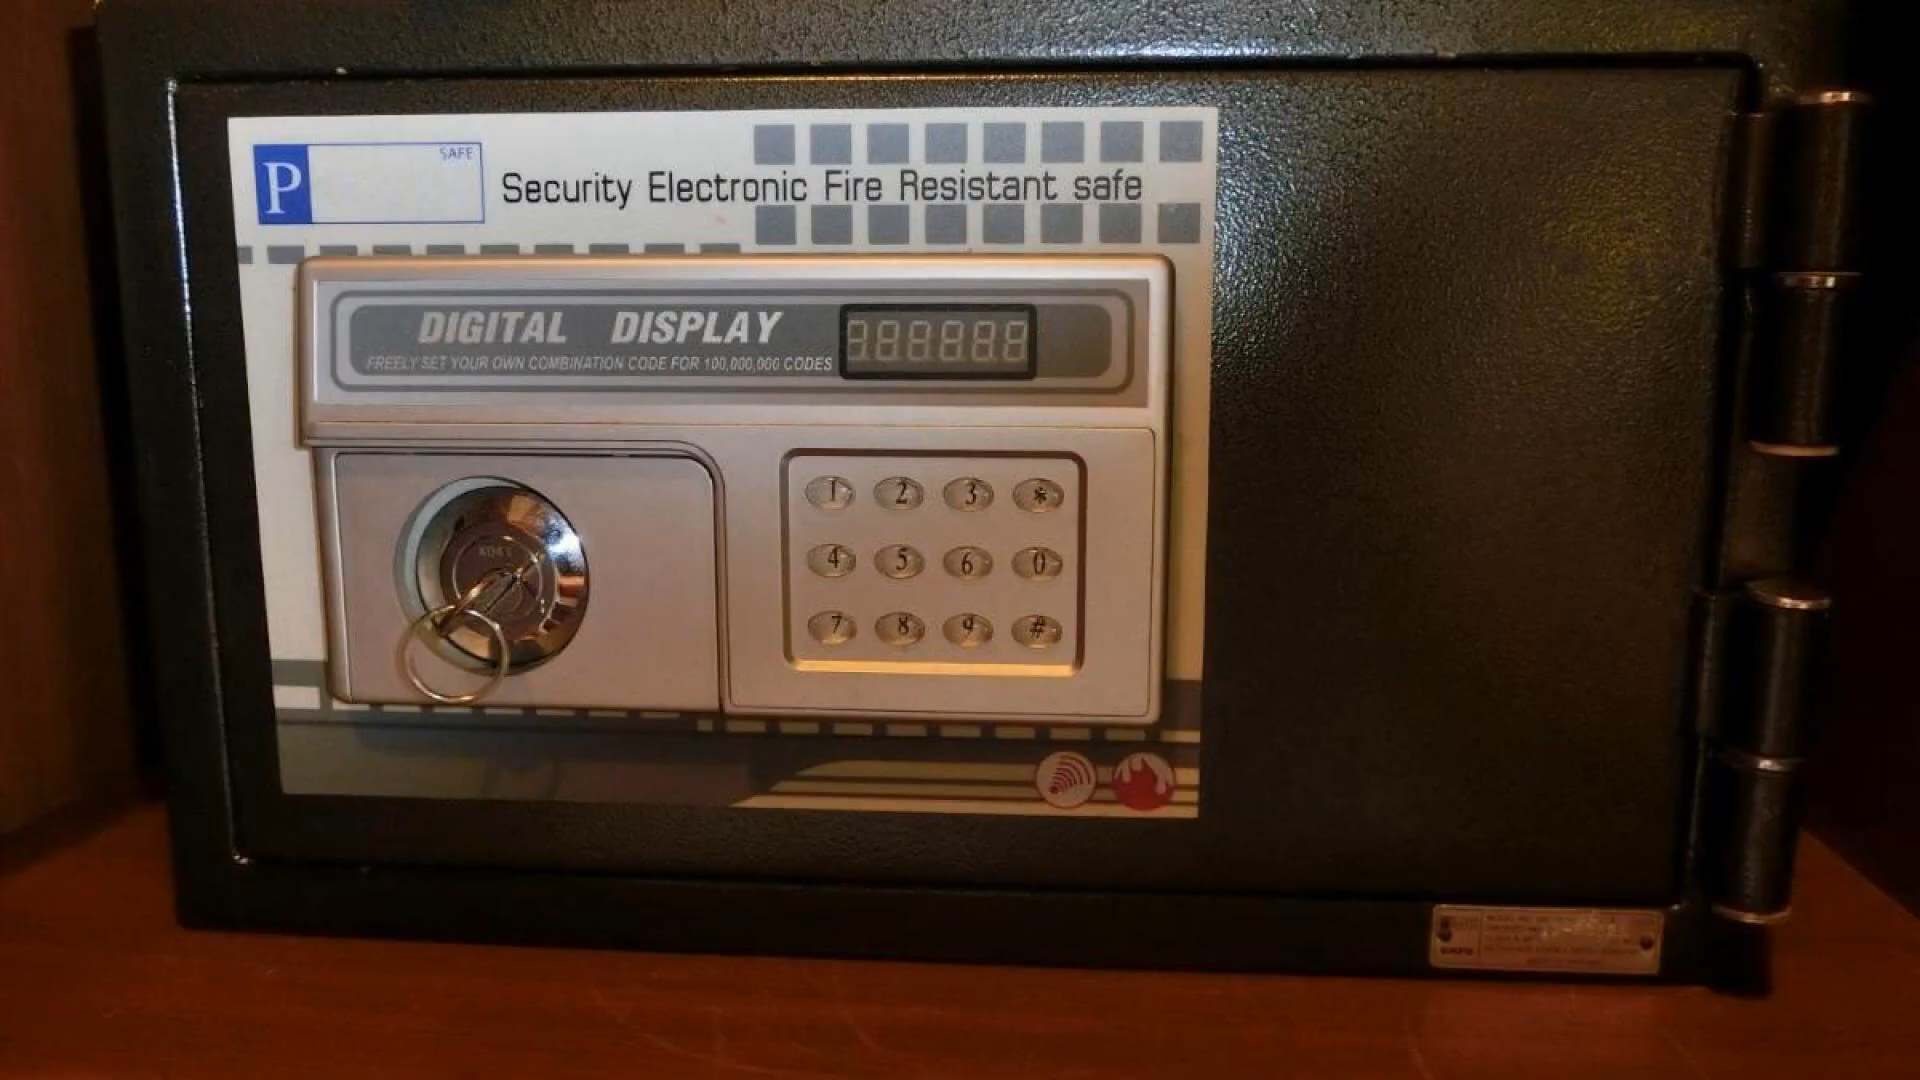 P
SAFE
Security Electronic Fire Resistant safe
DIGITAL DISPLAY
FREELY SET YOUR OWN COMBINATION CODE FOR 100,000,000 CODES
1 2 3 *
4 5 6 0
7 8 9 #
SAFE